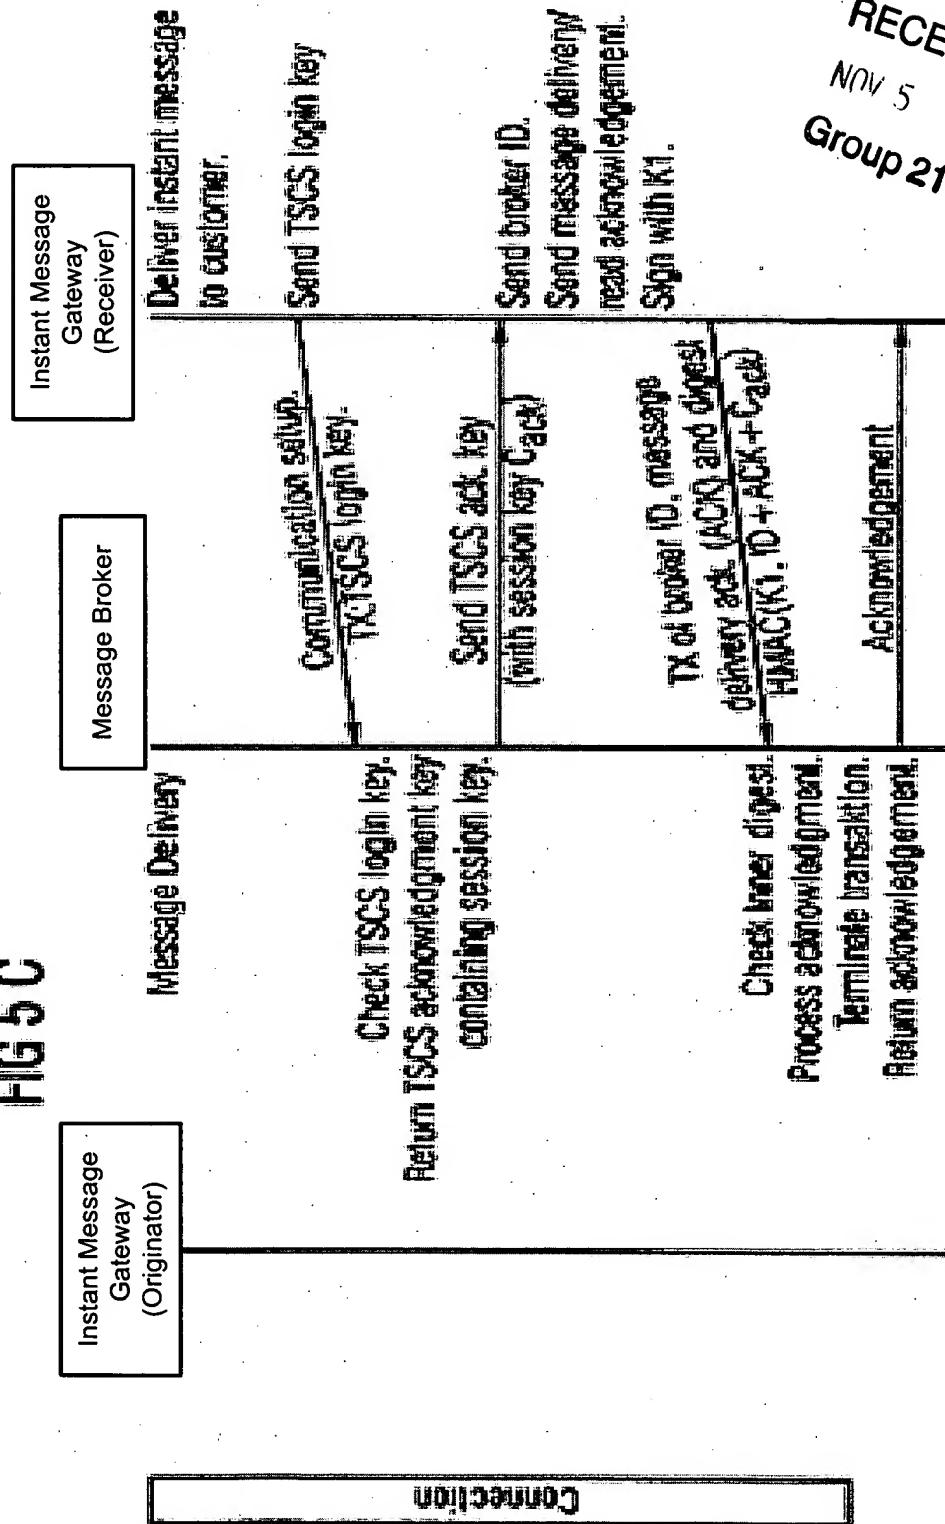 FIG 5 C
Instant Message
Gateway
(Originator)
Message Broker
Instant Message
Gateway
(Receiver)
Message Delivery
Deliver instant message
to customer.
Communication setup.
TX:TSCS login key.
Send TSCS login key
Check TSCS login key.
Return TSCS acknowledgment key
containing session key.
Send TSCS ack. key
(with session key Cack)
Send broker ID.
Send message delivery/
read acknowledgement.
Sign with K1.
TX of broker ID, message
delivery ack. (ACK) and digest
HMAC(K1, ID+ACK+Cack)
Check inner digest.
Process acknowledgment.
Terminate transaktion.
Return acknowledgement.
Acknowledgement
Connection
RECE
NOV 5
Group 21